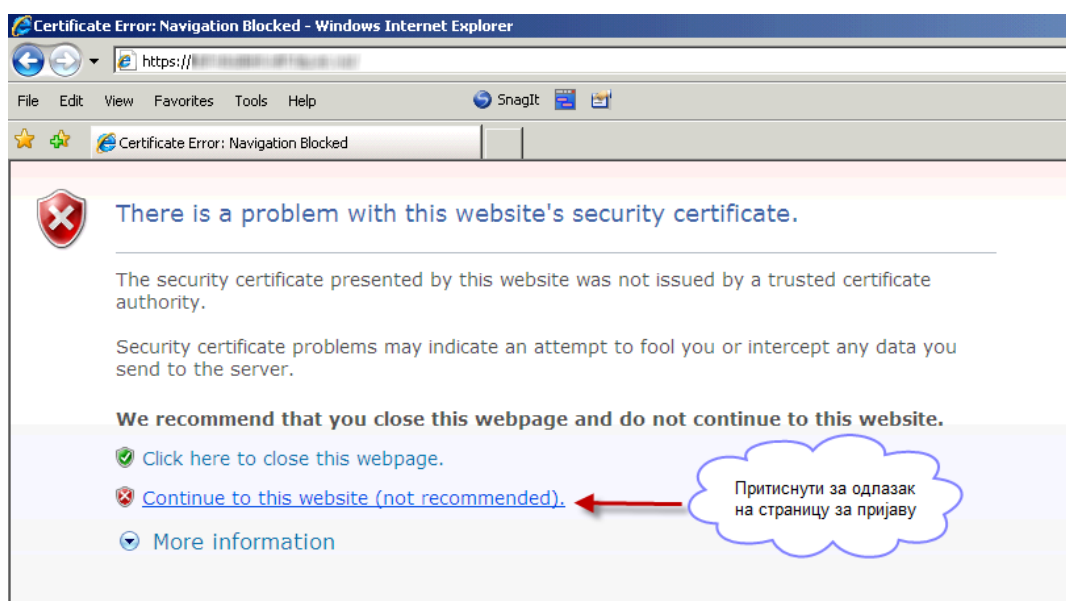 Certificate Error: Navigation Blocked - Windows Internet Explorer
https://
File Edit View Favorites Tools Help SnagIt
Certificate Error: Navigation Blocked
There is a problem with this website's security certificate.
The security certificate presented by this website was not issued by a trusted certificate
authority.
Security certificate problems may indicate an attempt to fool you or intercept any data you
send to the server.
We recommend that you close this webpage and do not continue to this website.
Click here to close this webpage.
Continue to this website (not recommended).
Притиснути за одлазак
на страницу за пријаву
More information